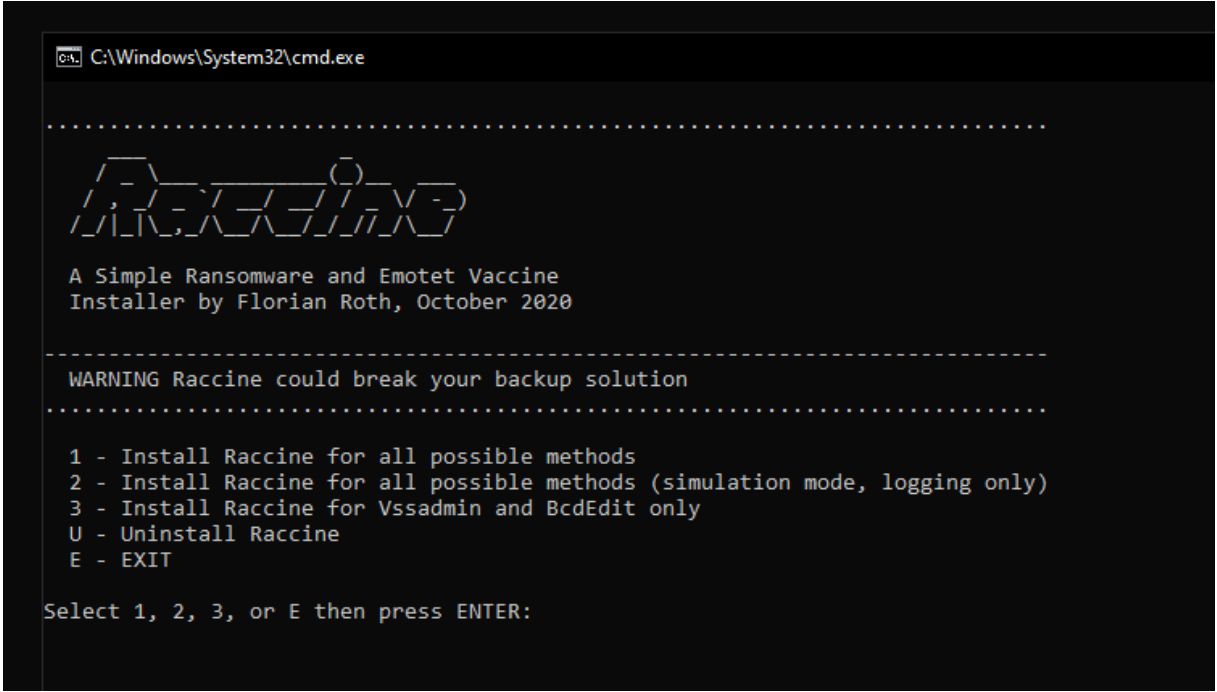 C:\Windows\System32\cmd.exe
Raccine
A Simple Ransomware and Emotet Vaccine
Installer by Florian Roth, October 2020
WARNING Raccine could break your backup solution
1 - Install Raccine for all possible methods
2 - Install Raccine for all possible methods (simulation mode, logging only)
3 - Install Raccine for Vssadmin and BcdEdit only
U - Uninstall Raccine
E - EXIT
Select 1, 2, 3, or E then press ENTER: